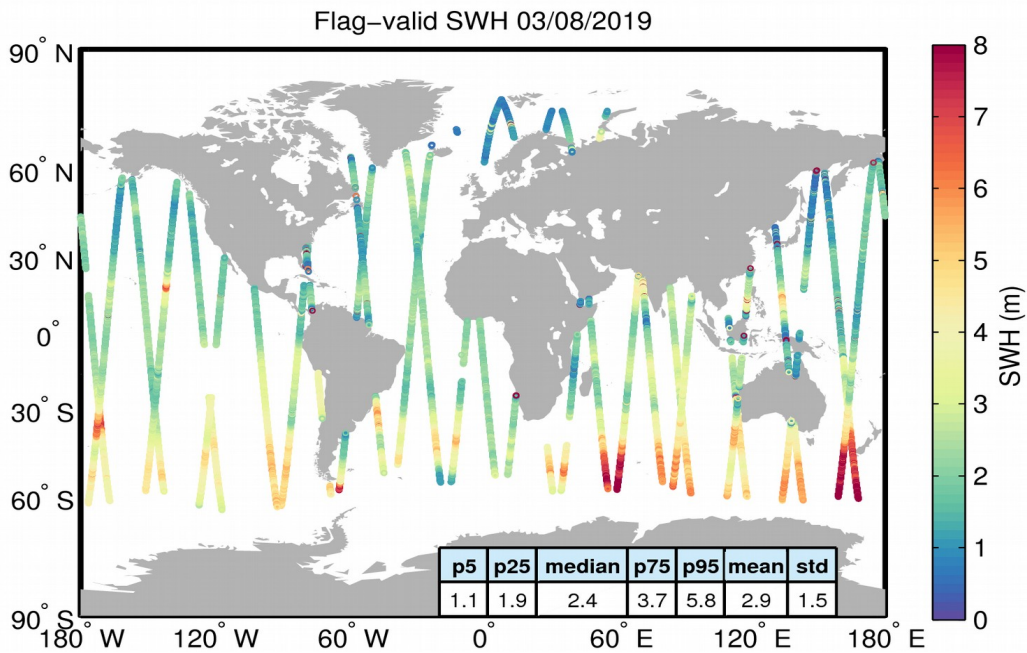 Flag−valid SWH 03/08/2019
90° N
60° N
30° N
0°
30° S
60° S
90° S
180° W
120° W
60° W
0°
60° E
120° E
180° E
p5 p25 median p75 p95 mean std
1.1 1.9 2.4 3.7 5.8 2.9 1.5
8
7
6
5
4
3
2
1
0
SWH (m)